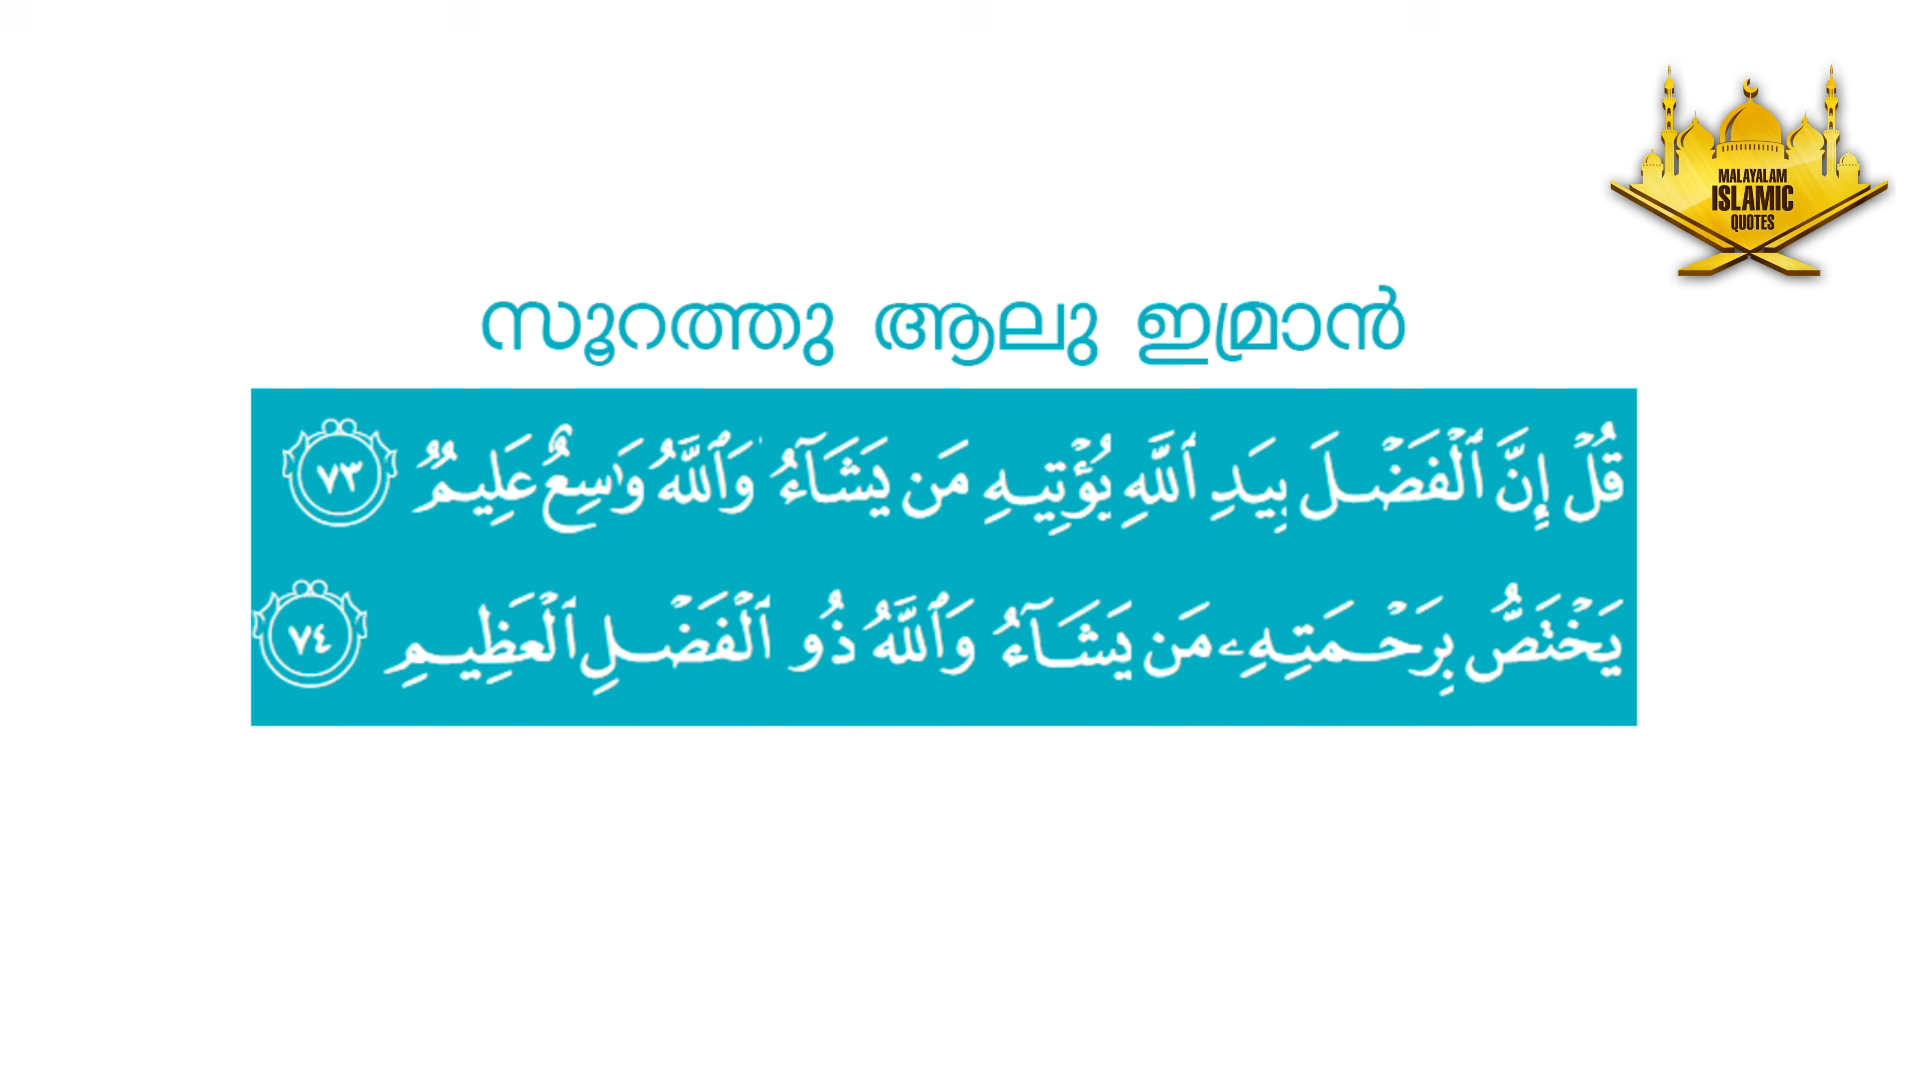 MALAYALAM
ISLAMIC
QUOTES
സൂറത്തു ആലു ഇമ്രാൻ
قُلۡ إِنَّ ٱلۡفَضۡلَ بِيَدِ ٱللَّهِ يُؤۡتِيهِ مَن يَشَآءُ وَٱللَّهُ وَٰسِعٌ عَلِيمٌ ٧٣
يَخۡتَصُّ بِرَحۡمَتِهِۦ مَن يَشَآءُ وَٱللَّهُ ذُو ٱلۡفَضۡلِ ٱلۡعَظِيمِ ٧٤